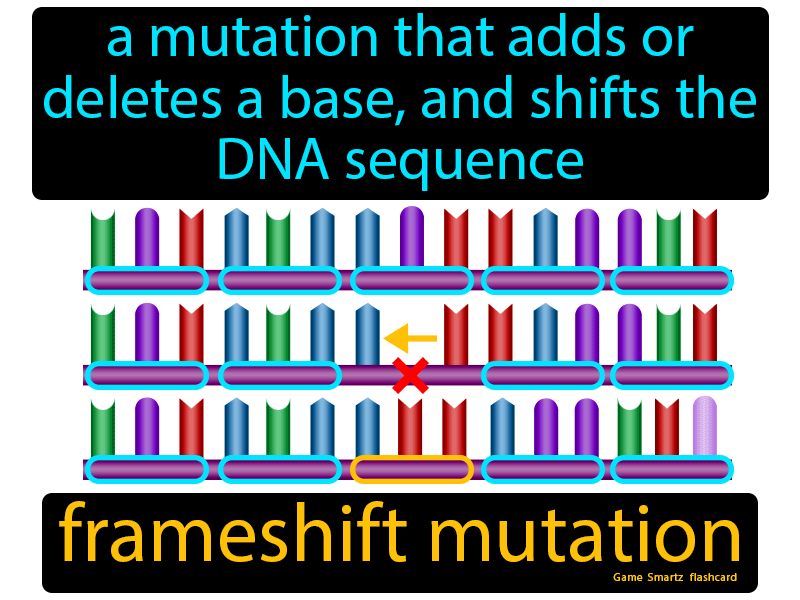 a mutation that adds or
deletes a base, and shifts the
DNA sequence
frameshift mutation
Game Smartz flashcard